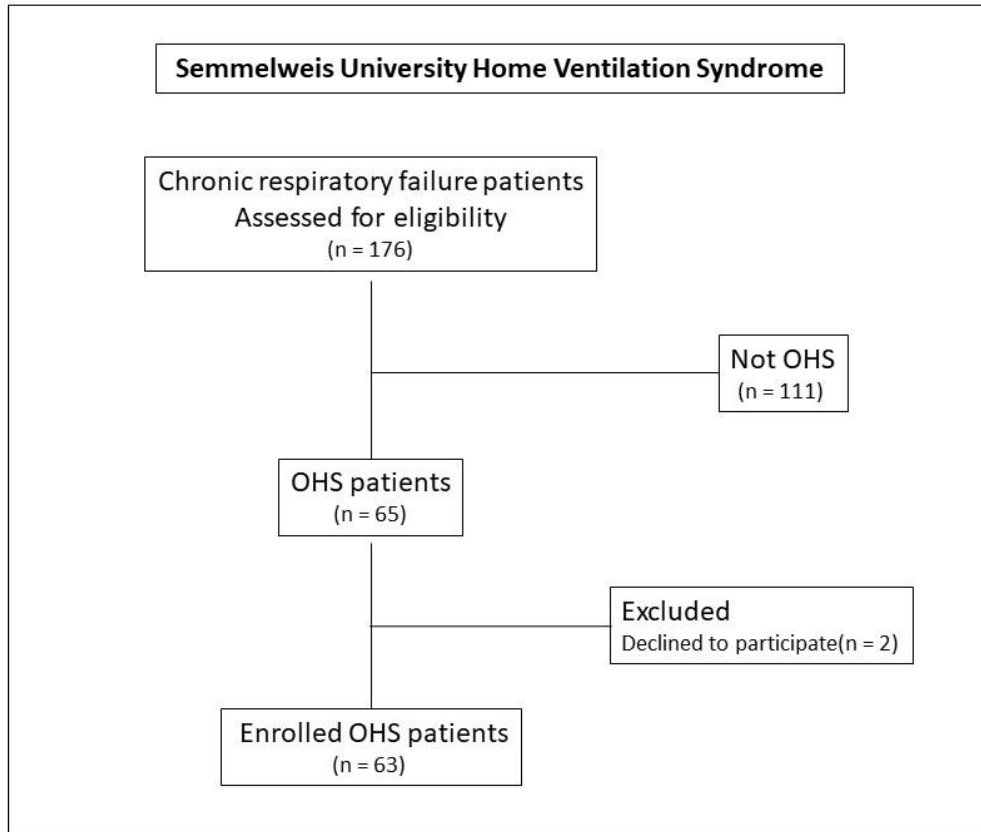 Semmelweis University Home Ventilation Syndrome
Chronic respiratory failure patients
Assessed for eligibility
(n = 176)
Not OHS
(n = 111)
OHS patients
(n = 65)
Excluded
Declined to participate(n = 2)
Enrolled OHS patients
(n = 63)